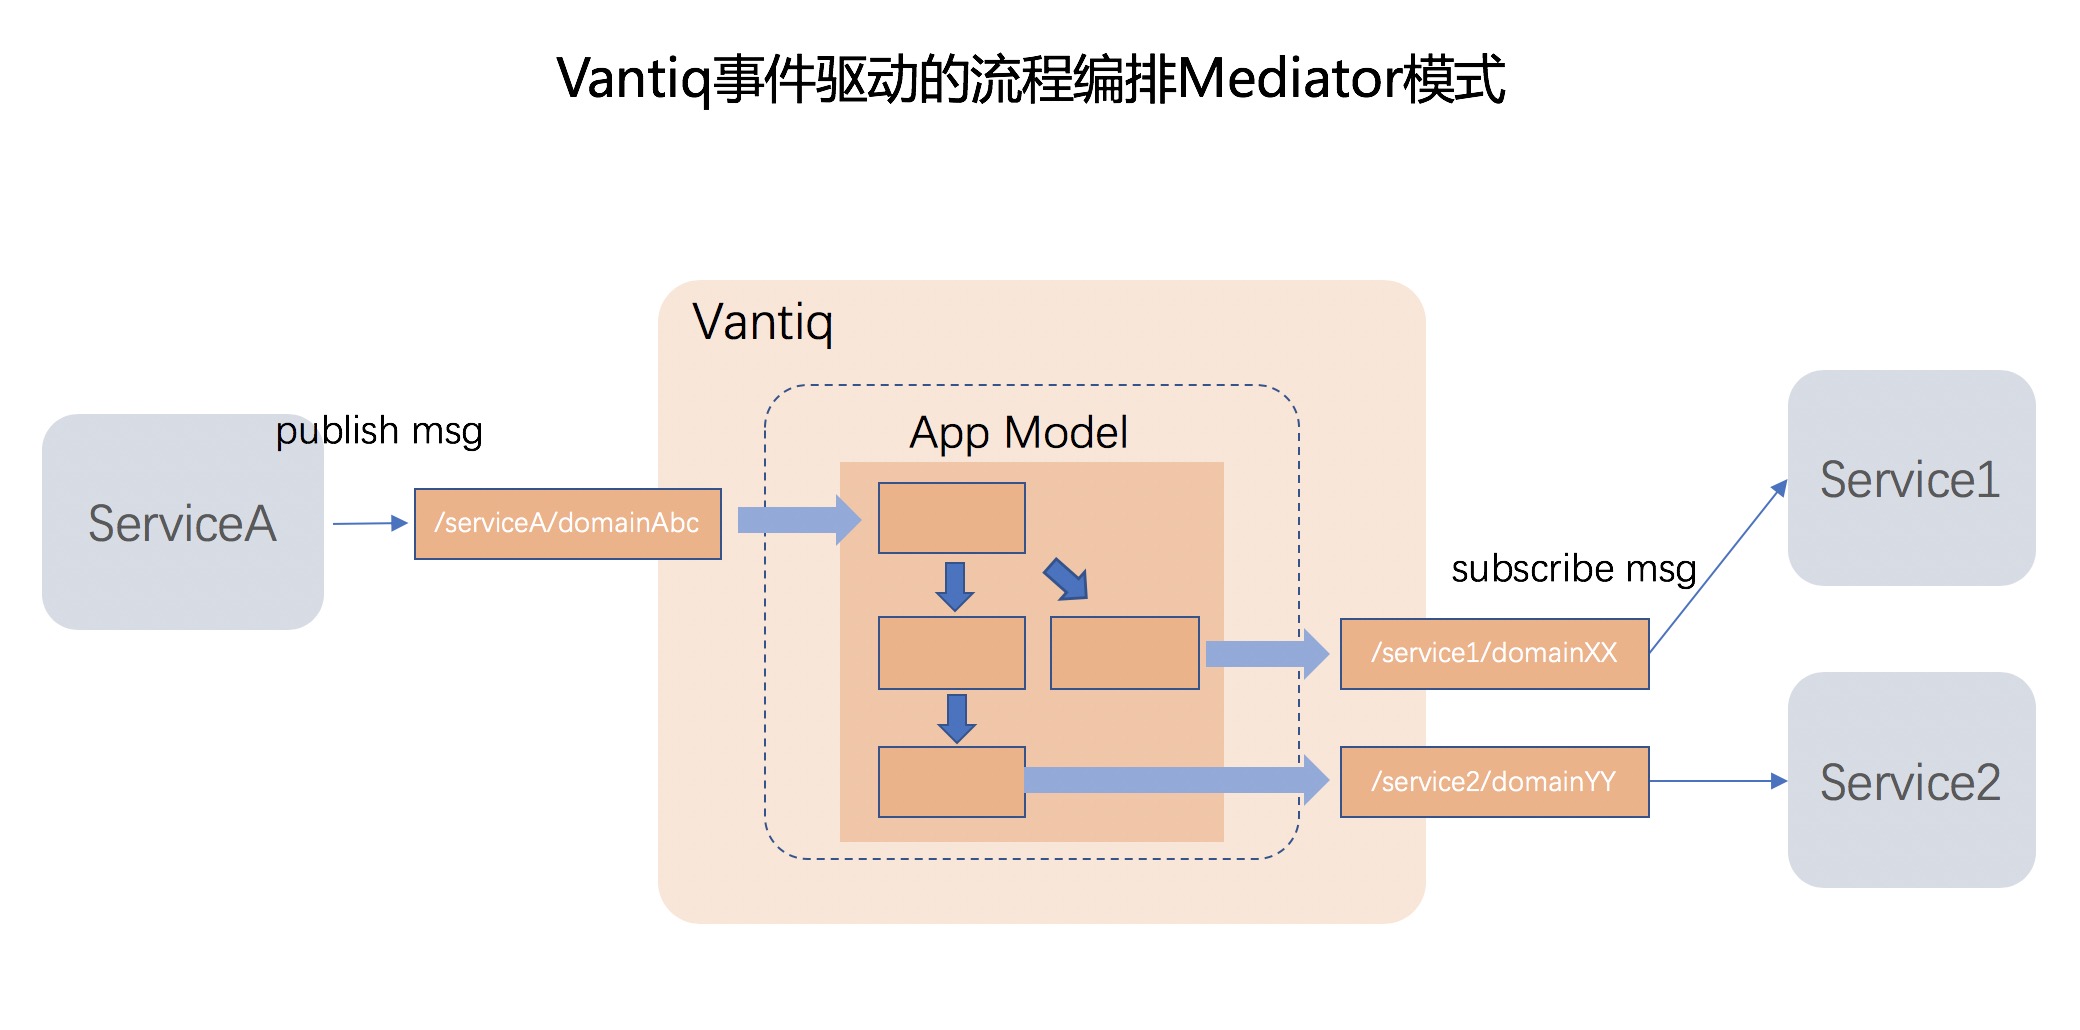 Vantiq事件驱动的流程编排Mediator模式
Vantiq
App Model
publish msg
ServiceA
/serviceA/domainAbc
Service1
subscribe msg
/service1/domainXX
/service2/domainYY
Service2